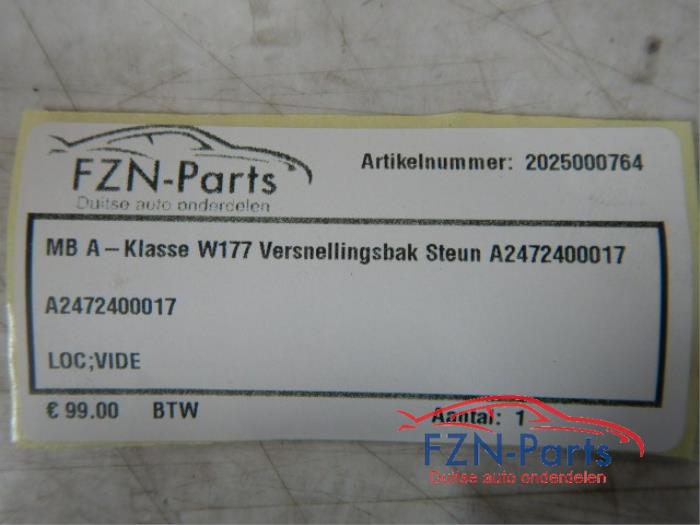 FZN-Parts
Duitse auto onderdelen
Artikelnummer: 2025000764
MB A-Klasse W177 Versnellingsbak Steun A2472400017
A2472400017
LOC;VIDE
€ 99.00 BTW
Aantal: 1
FZN-Parts
Duitse auto onderdelen